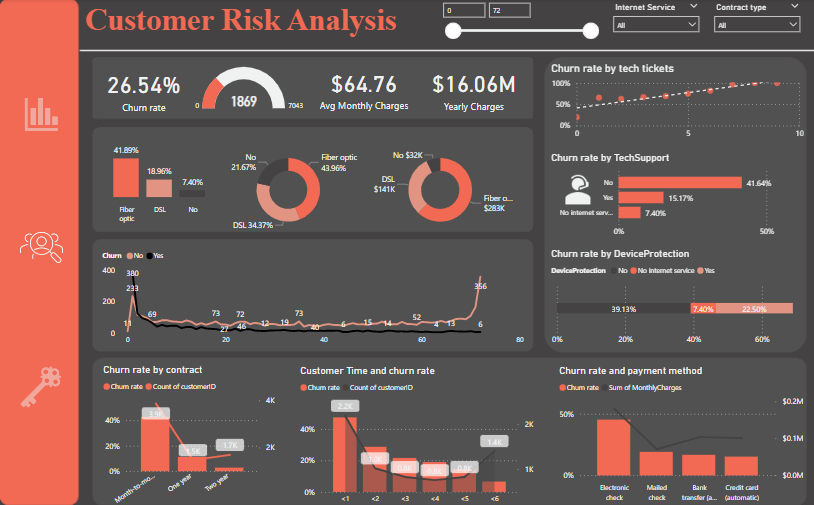 Customer Risk Analysis
0 72
Internet Service
All
Contract type
All
26.54%
Churn rate
0 1869 7043
$64.76
Avg Monthly Charges
$16.06M
Yearly Charges
41.89%
18.96%
7.40%
Fiber optic
DSL
No
No 21.67%
Fiber optic 43.96%
DSL 34.37%
No $32K
DSL $141K
Fiber o... $283K
Churn No Yes
400
200
0
380
233
11
69
73
27
72
46
12
19
73
40
6
15
14
52
4
13
356
6
0 20 40 60 80
Churn rate by tech tickets
100%
50%
0%
0 5 10
Churn rate by TechSupport
No 41.64%
Yes 15.17%
No internet serv... 7.40%
0% 50%
Churn rate by DeviceProtection
DeviceProtection No No internet service Yes
39.13% 7.40% 22.50%
0% 20% 40% 60%
Churn rate by contract
Churn rate Count of customerID
40%
20%
0%
4K
2K
3.9K
1.5K
1.7K
Month-to-mo...
One year
Two year
Customer Time and churn rate
Churn rate Count of customerID
40%
20%
0%
2K
1K
2.2K
1.0K
0.8K
0.8K
1.4K
<1 <2 <3 <4 <5 <6
Churn rate and payment method
Churn rate Sum of MonthlyCharges
50%
0%
$0.2M
$0.1M
$0.0M
Electronic check
Mailed check
Bank transfer (a...
Credit card (automatic)